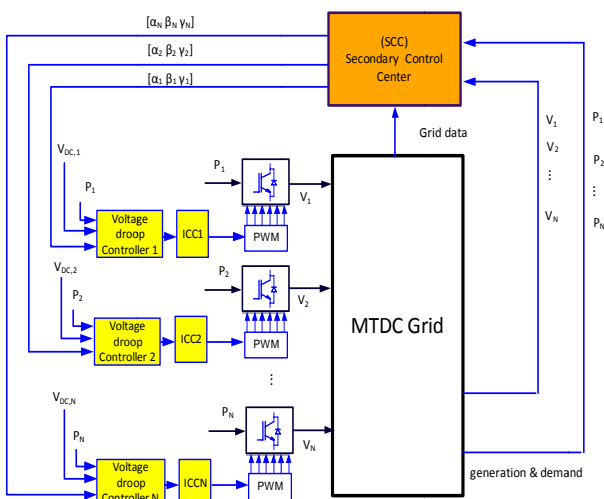 [αN βN γN]
[α2 β2 γ2]
[α1 β1 γ1]
(SCC)
Secondary Control
Center
Grid data
V1
V2
⋮
VN
P1
P2
⋮
PN
VDC,1
P1
Voltage
droop
Controller 1
ICC1
P1
V1
PWM
VDC,2
P2
Voltage
droop
Controller 2
ICC2
P2
V2
PWM
⋮
VDC,N
PN
Voltage
droop
Controller N
ICCN
PN
VN
PWM
MTDC Grid
generation & demand